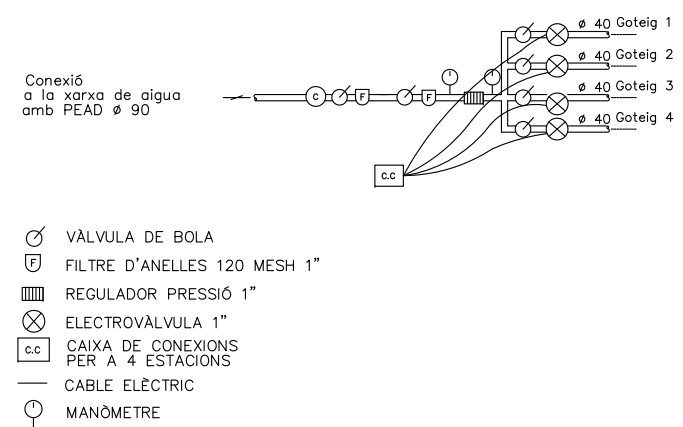 ø 40 Goteig 1
ø 40 Goteig 2
ø 40 Goteig 3
ø 40 Goteig 4
Conexió
a la xarxa de aigua
amb PEAD ø 90
C
F
F
c.c
VÀLVULA DE BOLA
F
FILTRE D'ANELLES 120 MESH 1"
REGULADOR PRESSIÓ 1"
ELECTROVÀLVULA 1"
c.c
CAIXA DE CONEXIONS
PER A 4 ESTACIONS
CABLE ELÈCTRIC
MANÒMETRE